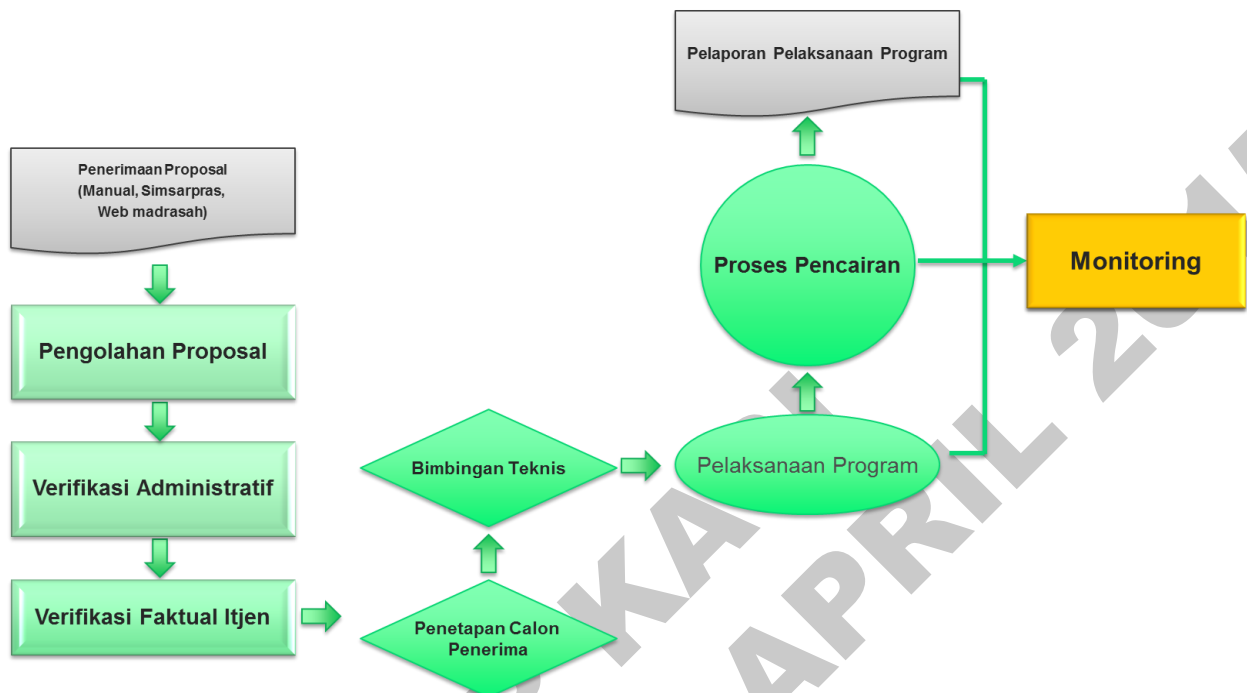 Penerimaan Proposal
(Manual, Simsarpras,
Web madrasah)
Pengolahan Proposal
Verifikasi Administratif
Verifikasi Faktual Itjen
Penetapan Calon
Penerima
Bimbingan Teknis
Pelaksanaan Program
Proses Pencairan
Pelaporan Pelaksanaan Program
Monitoring
APRIL